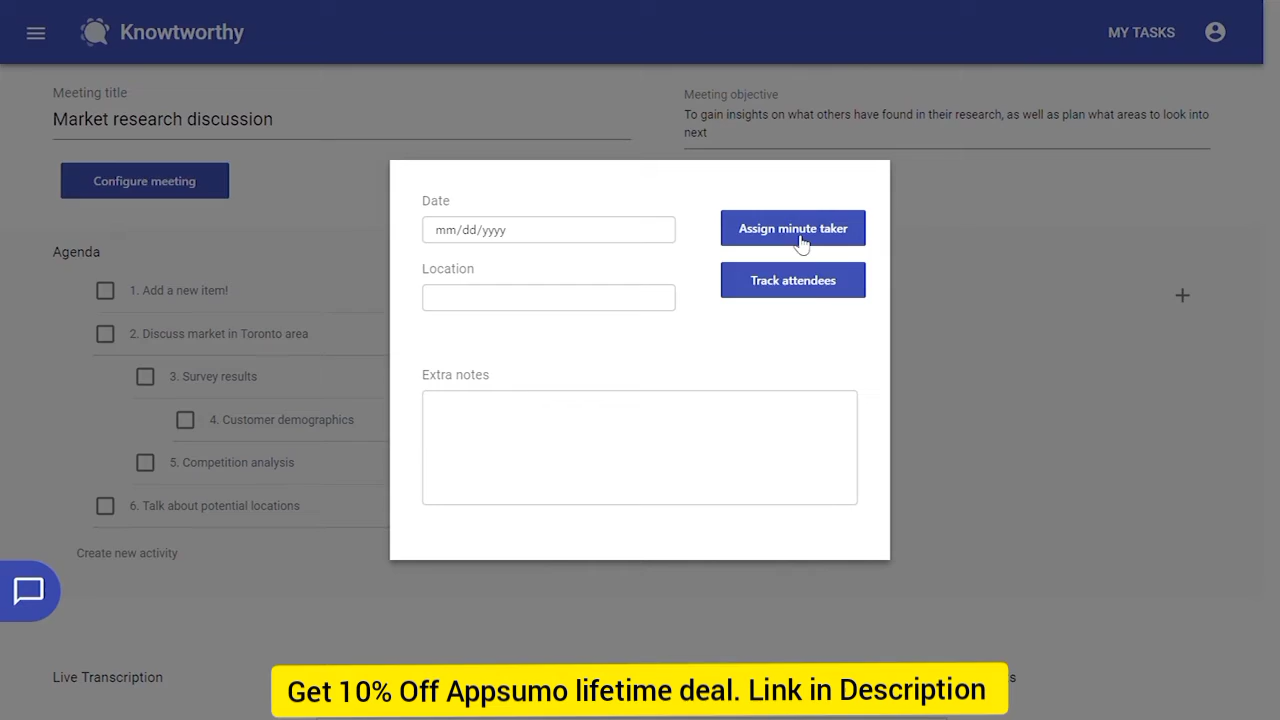 Knowtworthy
MY TASKS
Meeting title
Market research discussion
Meeting objective
To gain insights on what others have found in their research, as well as plan what areas to look into
next
Configure meeting
Agenda
1. Add a new item!
2. Discuss market in Toronto area
3. Survey results
4. Customer demographics
5. Competition analysis
6. Talk about potential locations
Create new activity
Date
mm/dd/yyyy
Location
Assign minute taker
Track attendees
Extra notes
Live Transcription
Get 10% Off Appsumo lifetime deal. Link in Description